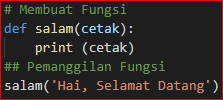 # Membuat Fungsi
def salam(cetak):
    print (cetak)
## Pemanggilan Fungsi
salam('Hai, Selamat Datang')